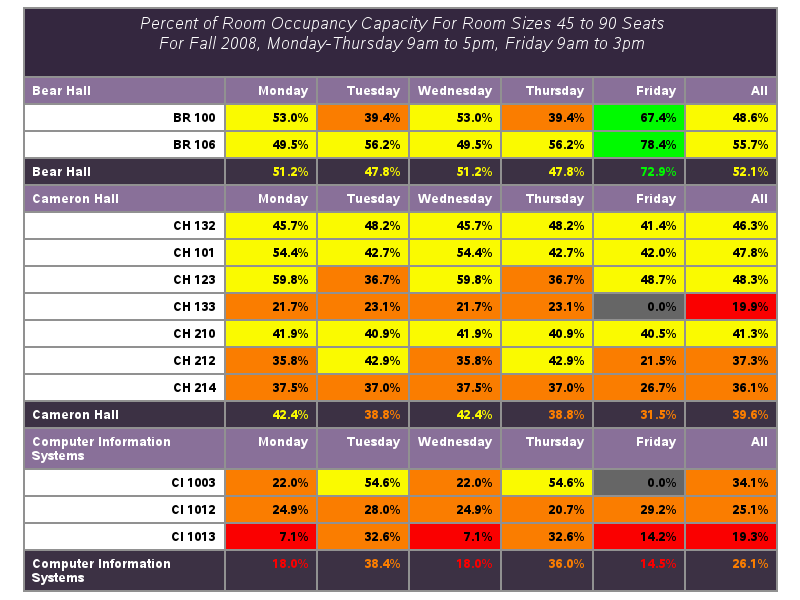 Percent of Room Occupancy Capacity For Room Sizes 45 to 90 Seats
For Fall 2008, Monday-Thursday 9am to 5pm, Friday 9am to 3pm
Bear Hall Monday Tuesday Wednesday Thursday Friday All
BR 100 53.0% 39.4% 53.0% 39.4% 67.4% 48.6%
BR 106 49.5% 56.2% 49.5% 56.2% 78.4% 55.7%
Bear Hall 51.2% 47.8% 51.2% 47.8% 72.9% 52.1%
Cameron Hall Monday Tuesday Wednesday Thursday Friday All
CH 132 45.7% 48.2% 45.7% 48.2% 41.4% 46.3%
CH 101 54.4% 42.7% 54.4% 42.7% 42.0% 47.8%
CH 123 59.8% 36.7% 59.8% 36.7% 48.7% 48.3%
CH 133 21.7% 23.1% 21.7% 23.1% 0.0% 19.9%
CH 210 41.9% 40.9% 41.9% 40.9% 40.5% 41.3%
CH 212 35.8% 42.9% 35.8% 42.9% 21.5% 37.3%
CH 214 37.5% 37.0% 37.5% 37.0% 26.7% 36.1%
Cameron Hall 42.4% 38.8% 42.4% 38.8% 31.5% 39.6%
Computer Information Monday Tuesday Wednesday Thursday Friday All
Systems
CI 1003 22.0% 54.6% 22.0% 54.6% 0.0% 34.1%
CI 1012 24.9% 28.0% 24.9% 20.7% 29.2% 25.1%
CI 1013 7.1% 32.6% 7.1% 32.6% 14.2% 19.3%
Computer Information 18.0% 38.4% 18.0% 36.0% 14.5% 26.1%
Systems